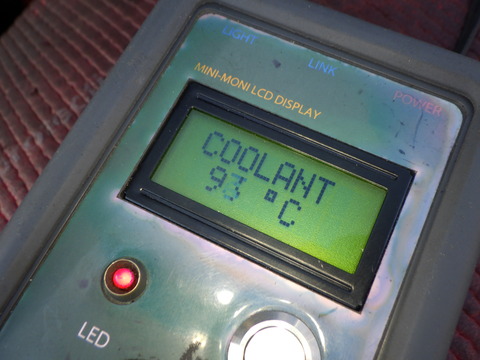 LIGHT
LINK
POWER
MINI-MONI LCD DISPLAY
COOLANT
93 °C
LED